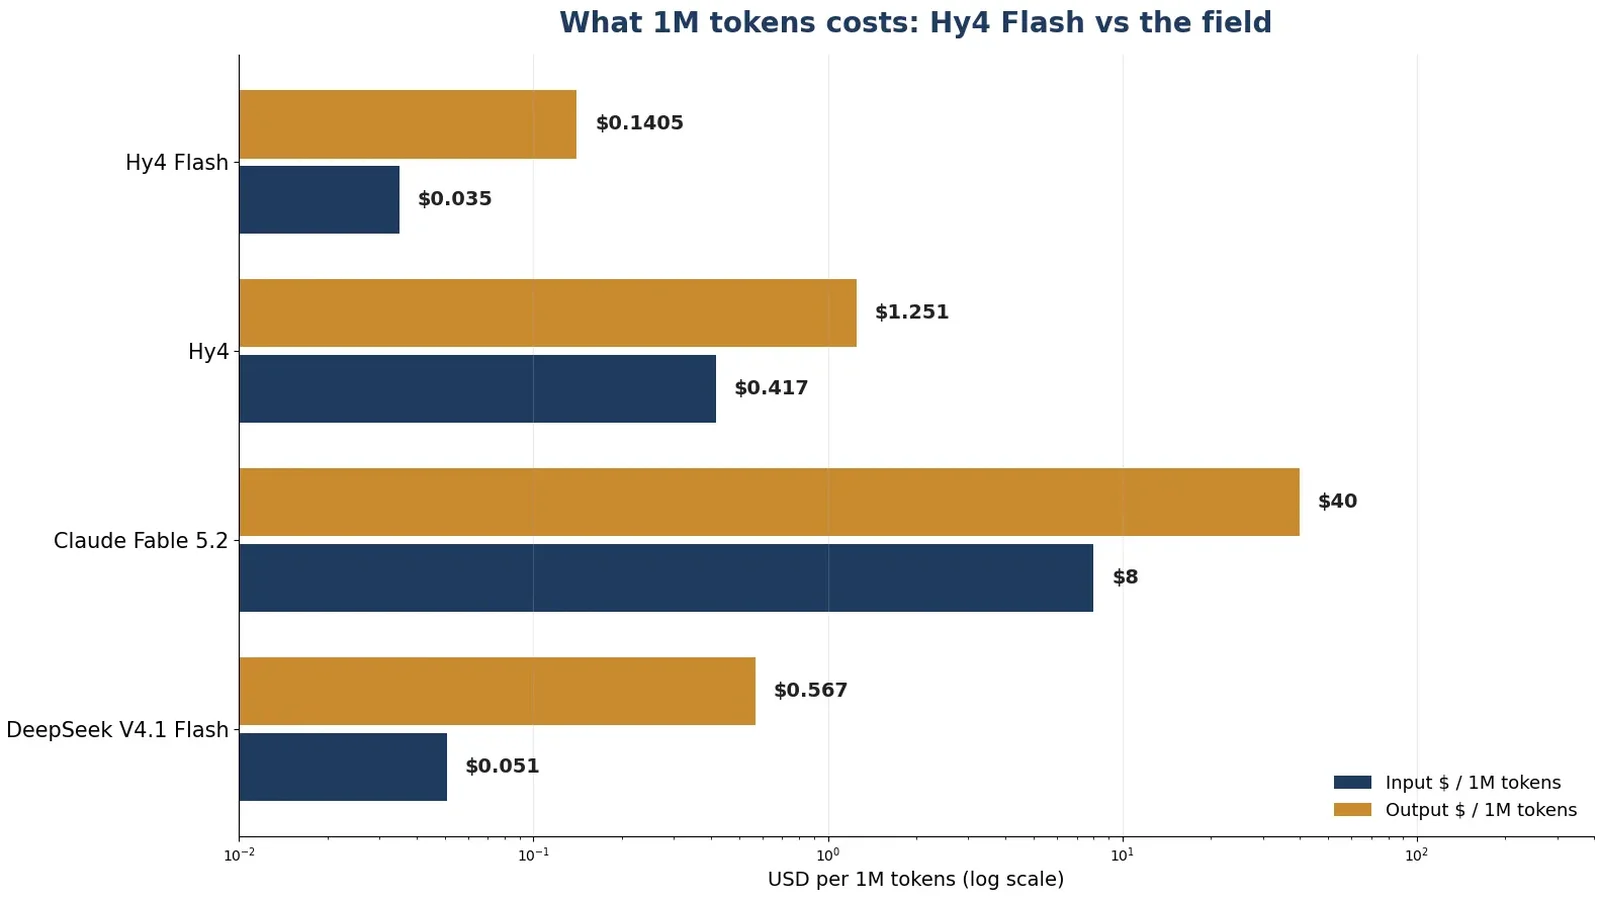 What 1M tokens costs: Hy4 Flash vs the field
$0.1405
Hy4 Flash
$0.035
$1.251
Hy4
$0.417
$40
Claude Fable 5.2
$8
$0.567
DeepSeek V4.1 Flash
$0.051
Input $ / 1M tokens
Output $ / 1M tokens
10⁻² 10⁻¹ 10⁰ 10¹ 10²
USD per 1M tokens (log scale)